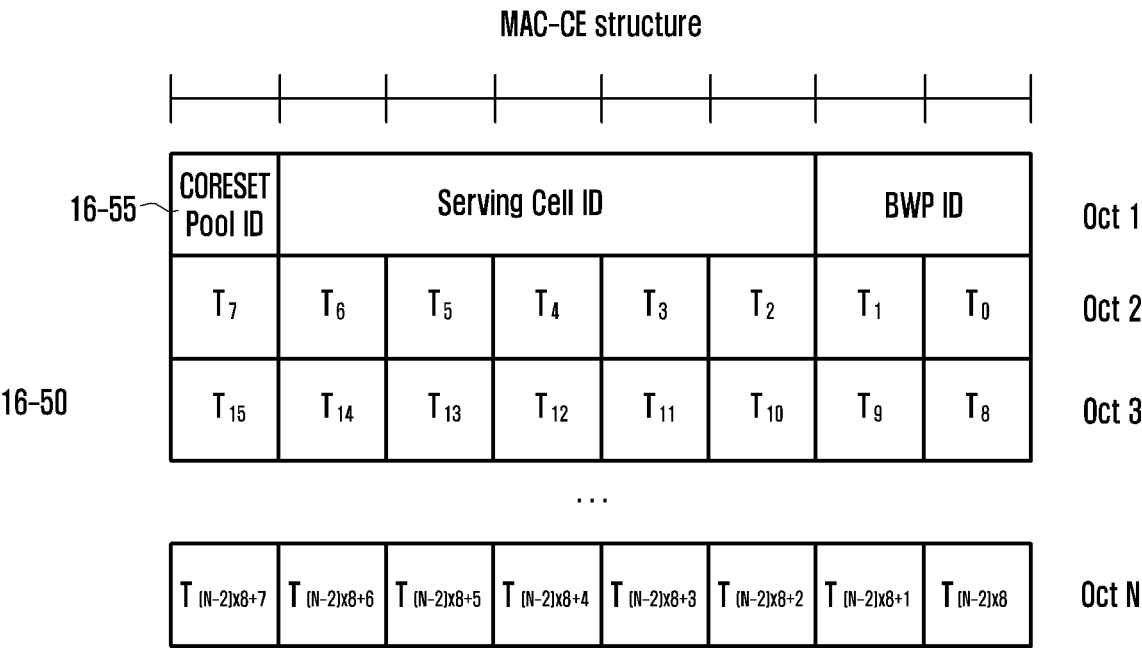 MAC-CE structure
16-55
CORESET
Pool ID
Serving Cell ID
BWP ID
Oct 1
T7 T6 T5 T4 T3 T2 T1 T0 Oct 2
16-50
T15 T14 T13 T12 T11 T10 T9 T8 Oct 3
...
T(N-2)x8+7 T(N-2)x8+6 T(N-2)x8+5 T(N-2)x8+4 T(N-2)x8+3 T(N-2)x8+2 T(N-2)x8+1 T(N-2)x8 Oct N